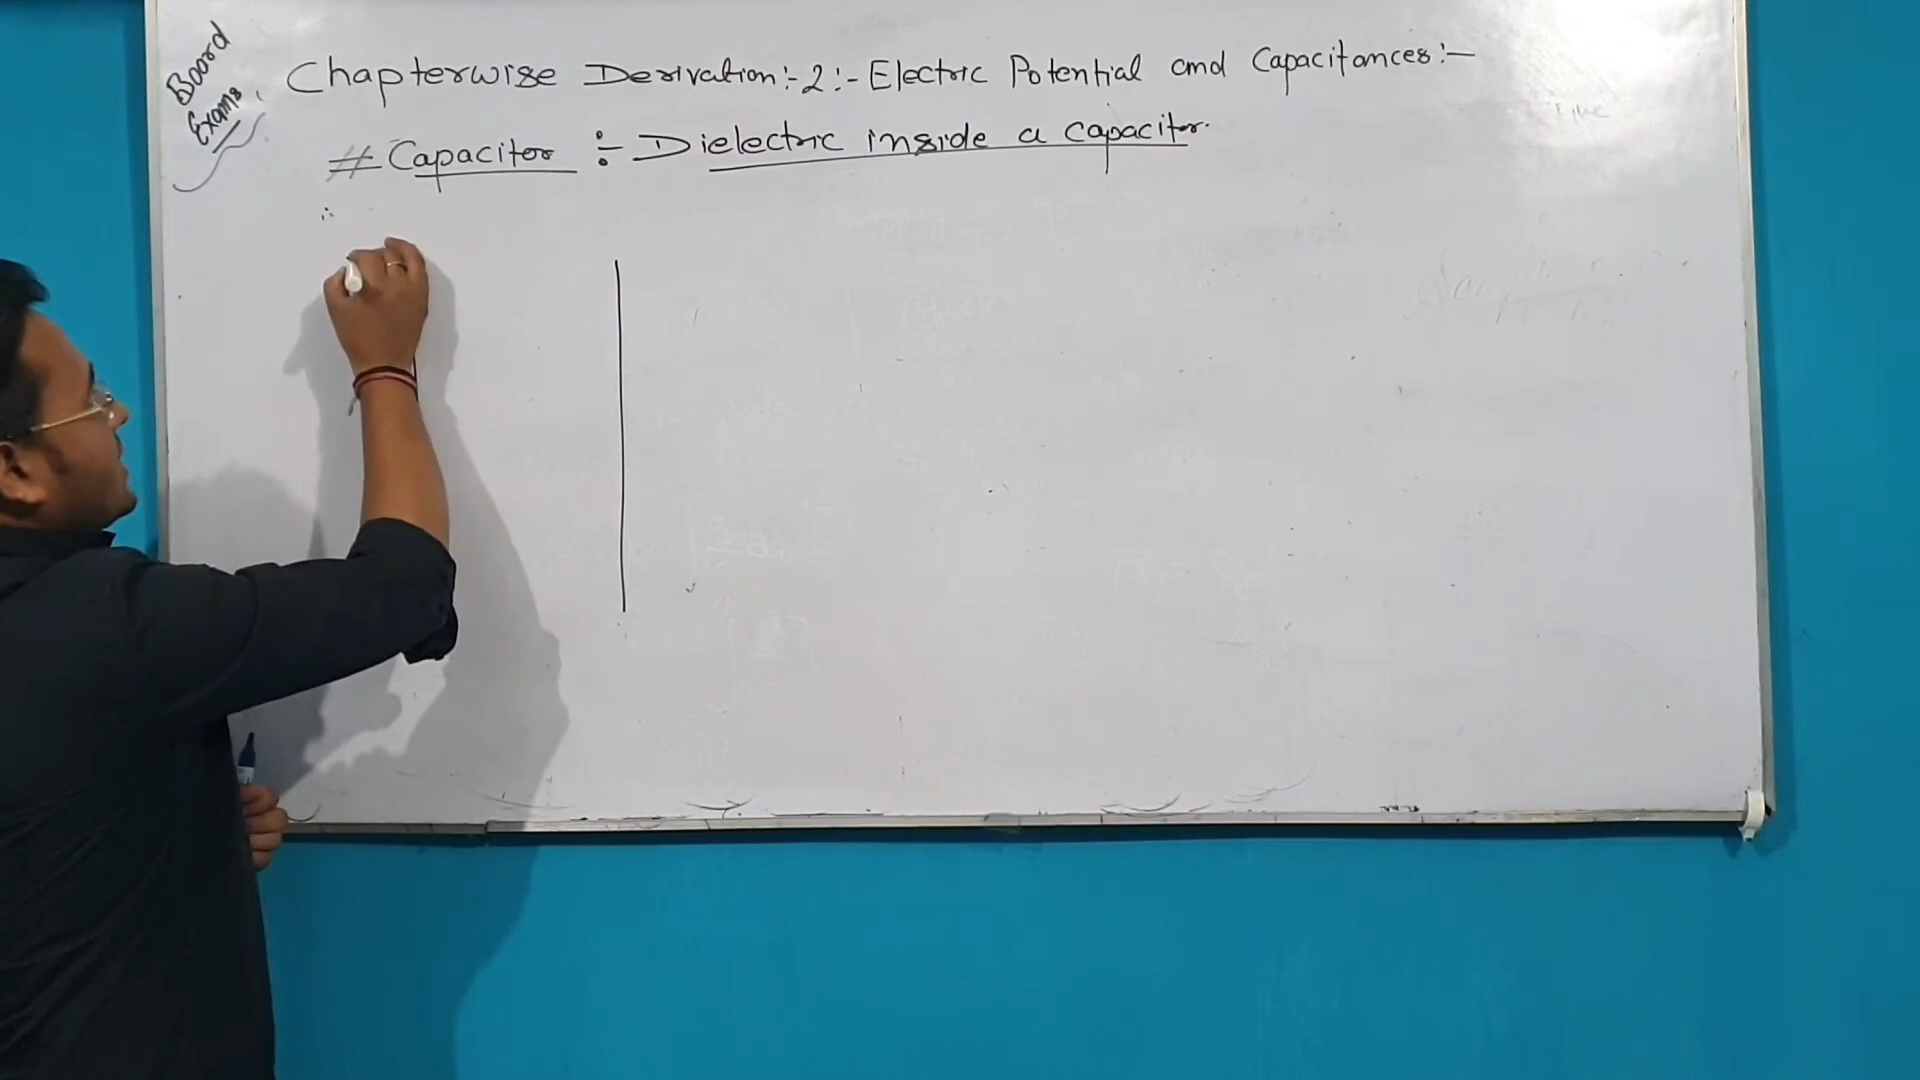 Board
Exams
Chapterwise Derivation:-2:- Electric Potential and Capacitances:-
# Capacitor ÷ Dielectric inside a capacitor.
∴